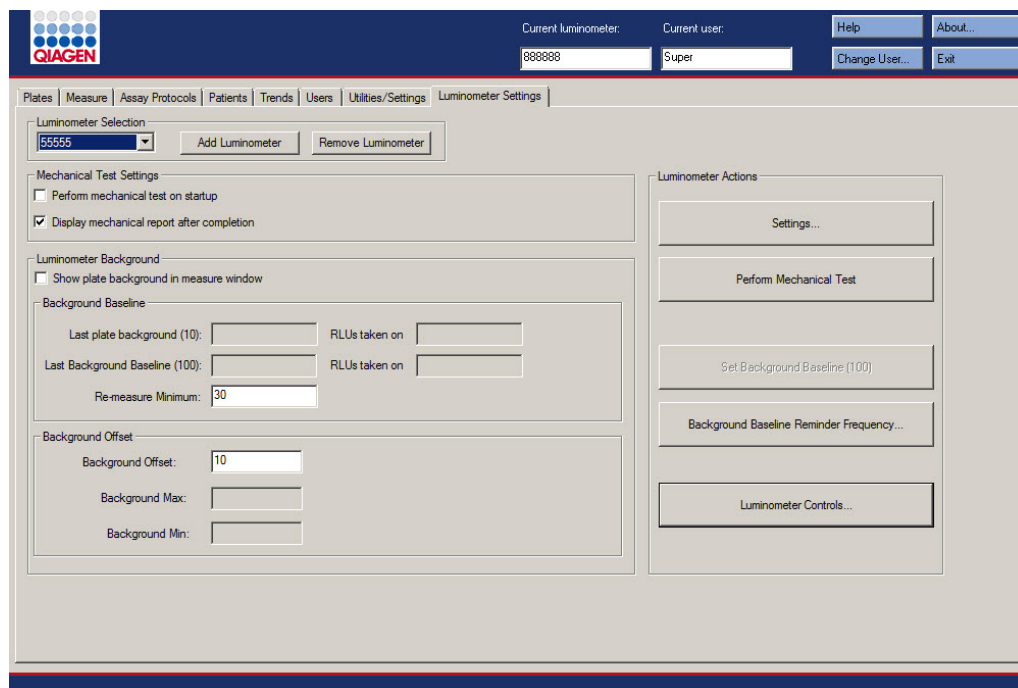 QIAGEN
Current luminometer: Current user:
888888 Super
Help About...
Change User... Exit
Plates Measure Assay Protocols Patients Trends Users Utilities/Settings Luminometer Settings
Luminometer Selection
55555 Add Luminometer Remove Luminometer
Mechanical Test Settings
Perform mechanical test on startup
Display mechanical report after completion
Luminometer Background
Show plate background in measure window
Background Baseline
Last plate background (10): RLUs taken on
Last Background Baseline (100): RLUs taken on
Re-measure Minimum: 30
Background Offset
Background Offset: 10
Background Max:
Background Min:
Luminometer Actions
Settings...
Perform Mechanical Test
Set Background Baseline (100)
Background Baseline Reminder Frequency...
Luminometer Controls...